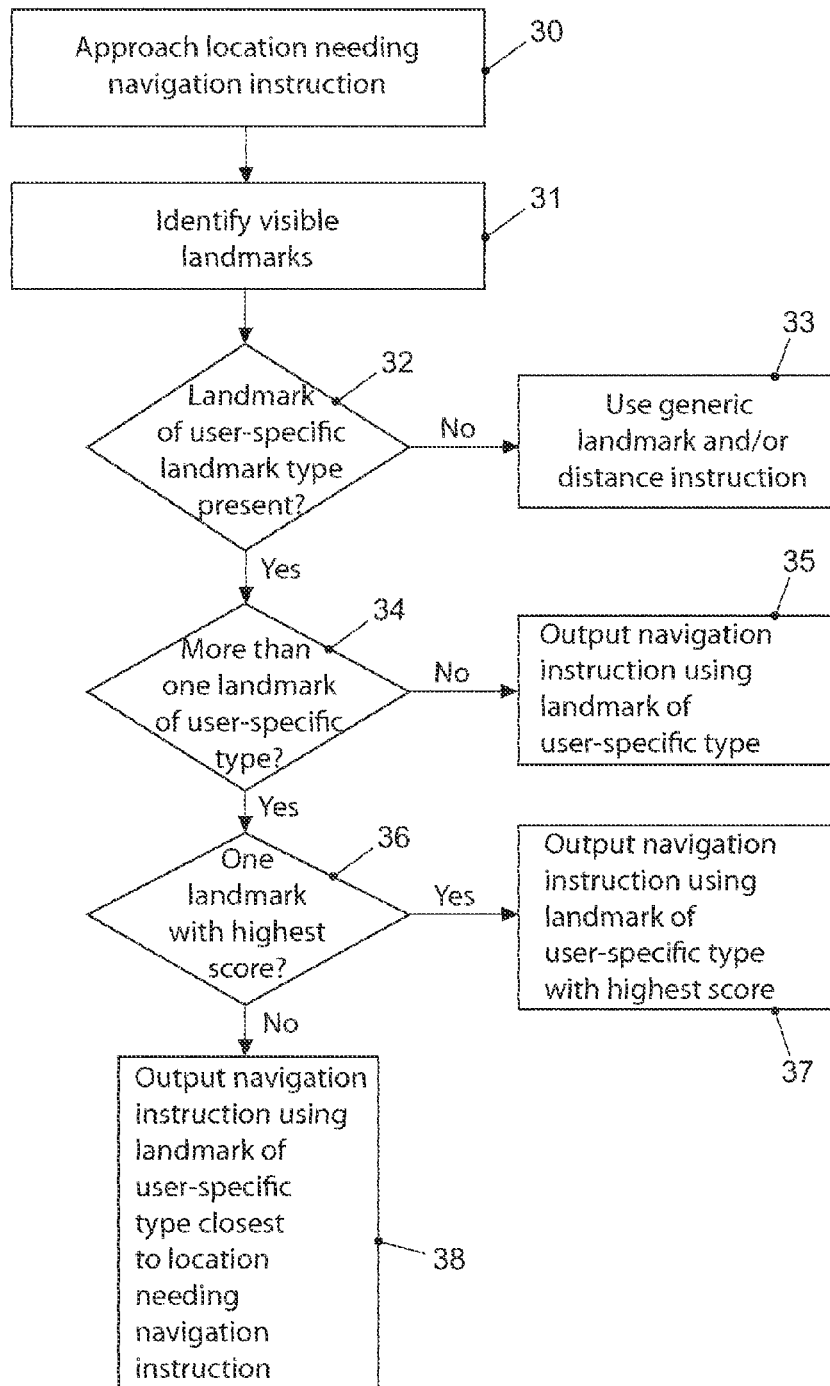 Approach location needing
navigation instruction
30
Identify visible
landmarks
31
Landmark
of user-specific
landmark type
present?
32
No
33
Use generic
landmark and/or
distance instruction
Yes
More than
one landmark
of user-specific
type?
34
No
35
Output navigation
instruction using
landmark of
user-specific type
Yes
One
landmark
with highest
score?
36
Yes
Output navigation
instruction using
landmark of
user-specific type
with highest score
37
No
Output navigation
instruction using
landmark of
user-specific
type closest
to location
needing
navigation
instruction
38